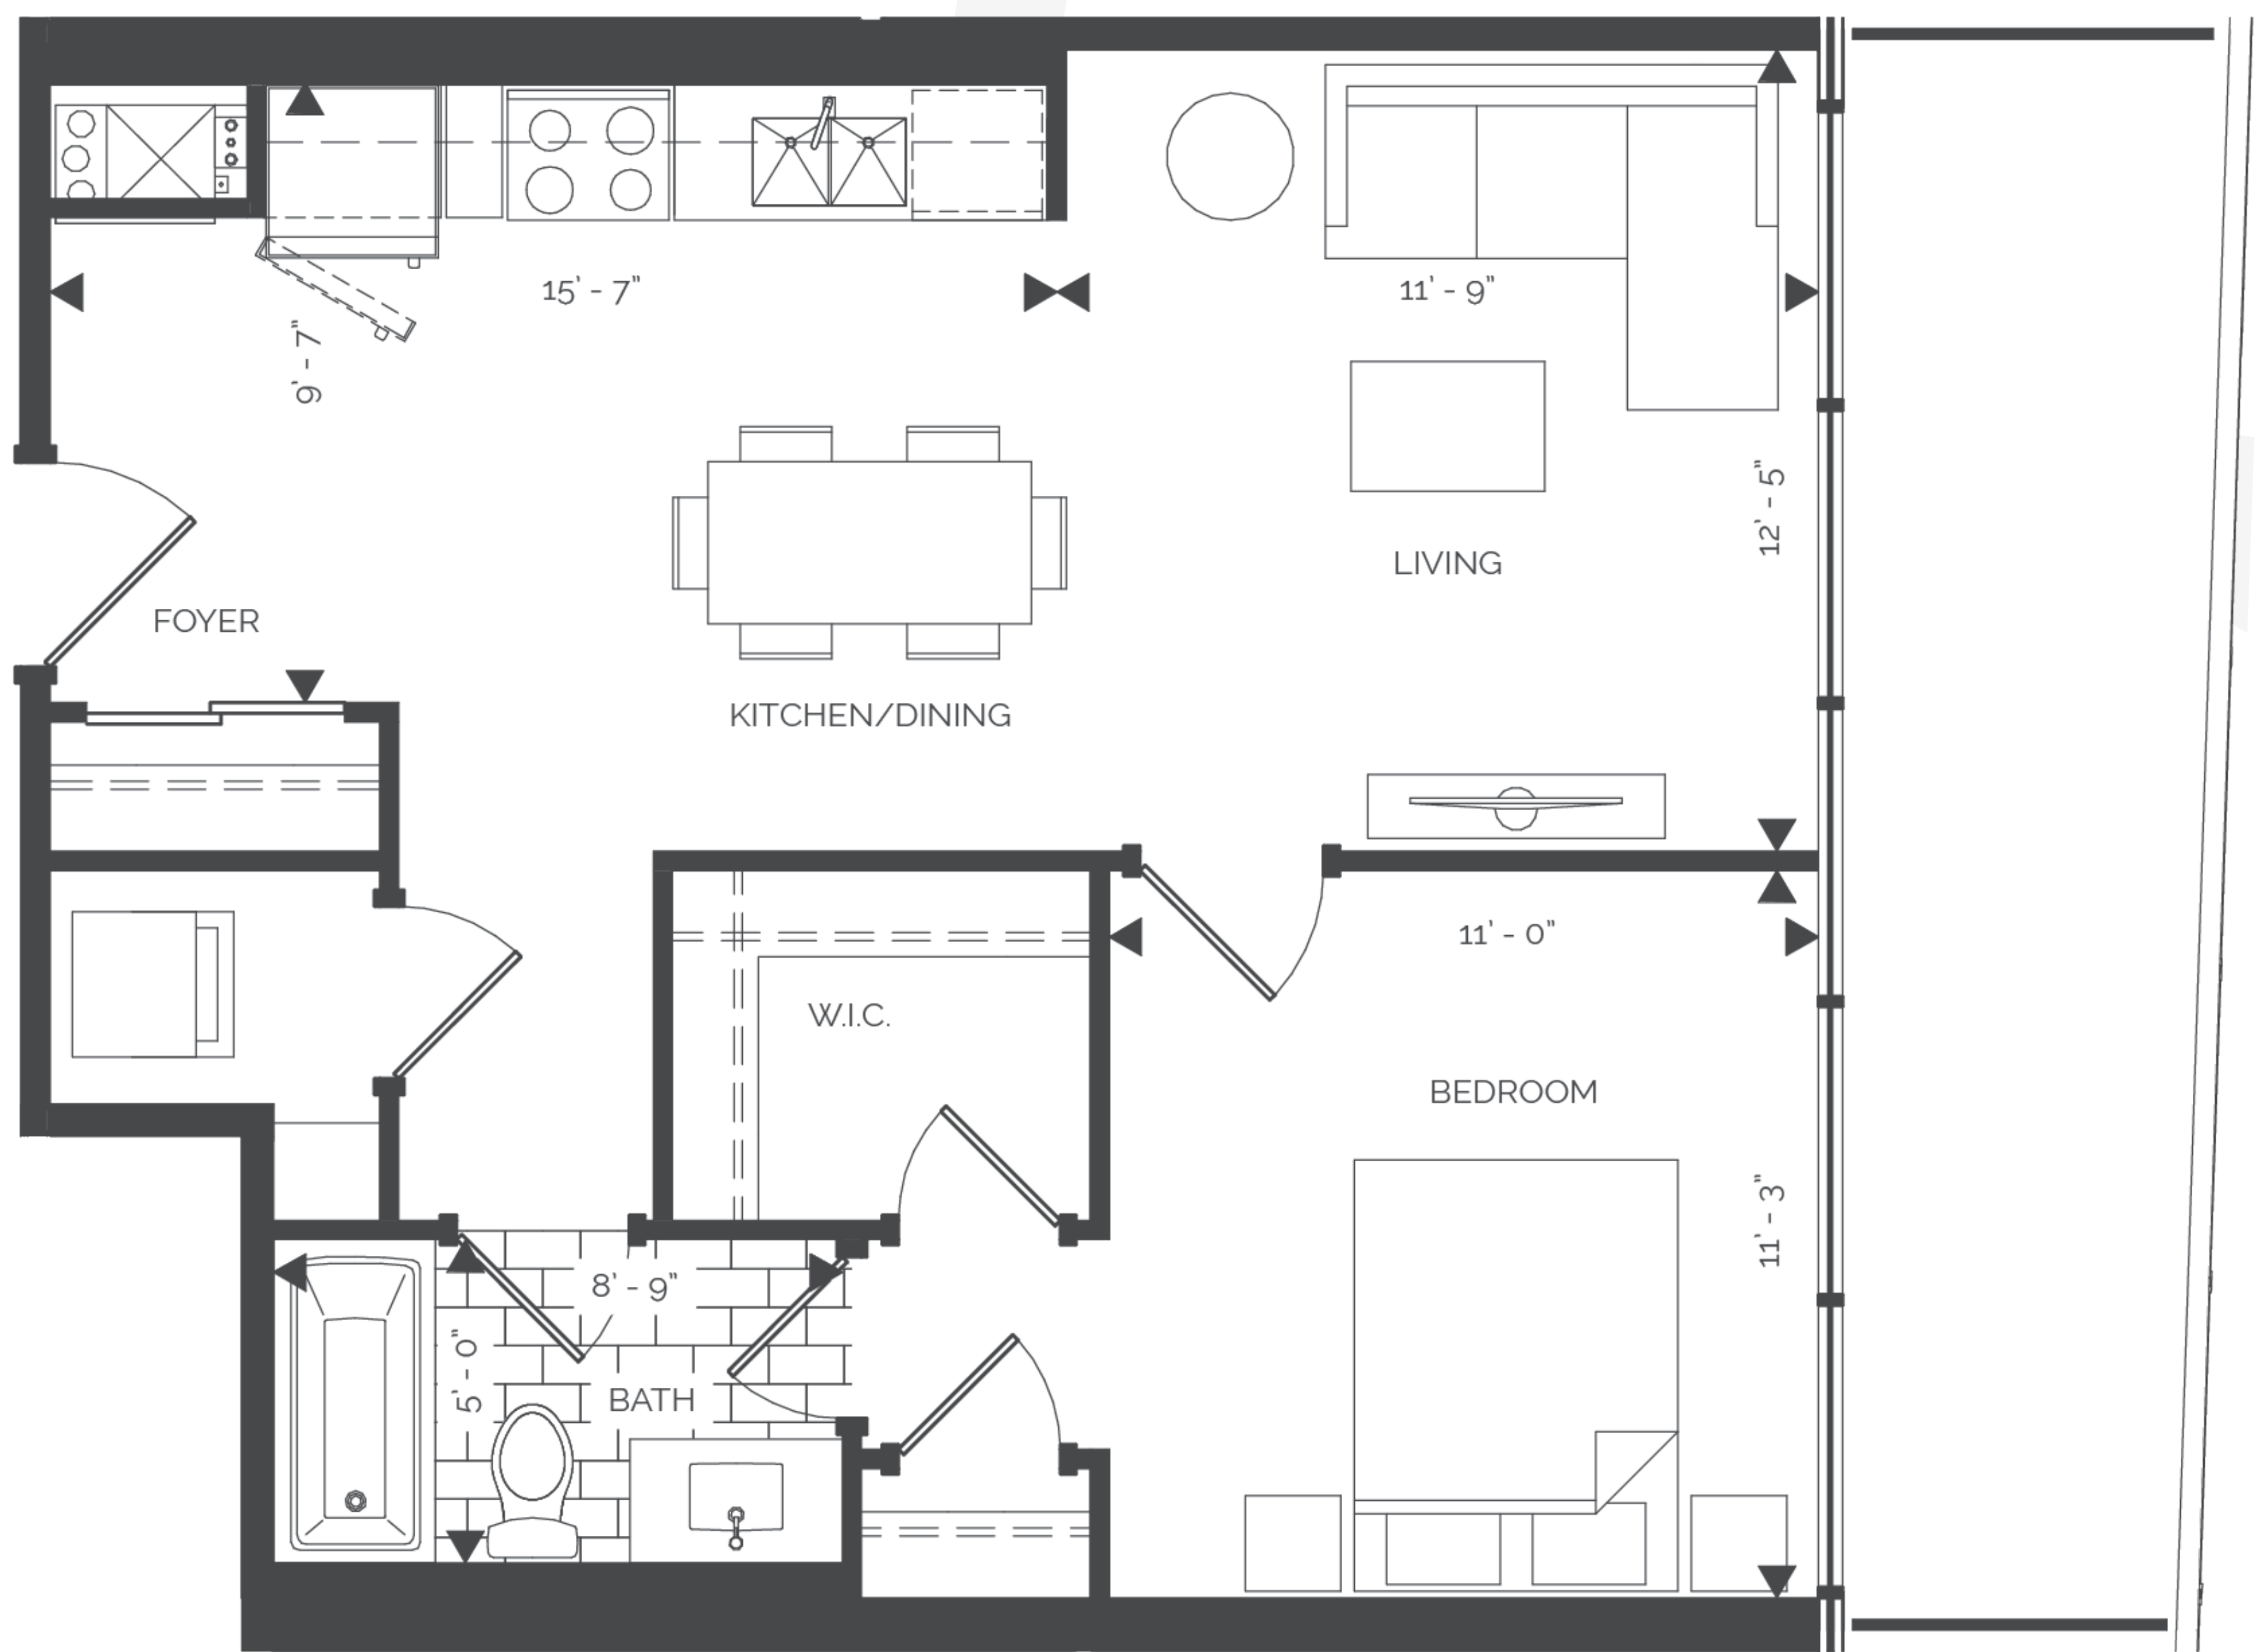 15' - 7"
11' - 9"
9' - 7"
12' - 5"
LIVING
FOYER
KITCHEN/DINING
11' - 0"
W.I.C.
BEDROOM
11' - 3"
8' - 9"
5' - 0"
BATH